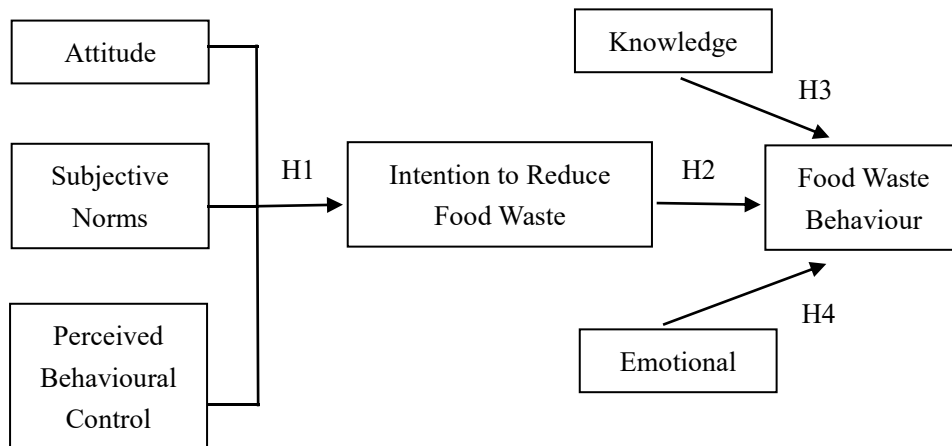 Attitude
Subjective
Norms
Perceived
Behavioural
Control
H1
Intention to Reduce
Food Waste
H2
Knowledge
H3
Food Waste
Behaviour
H4
Emotional